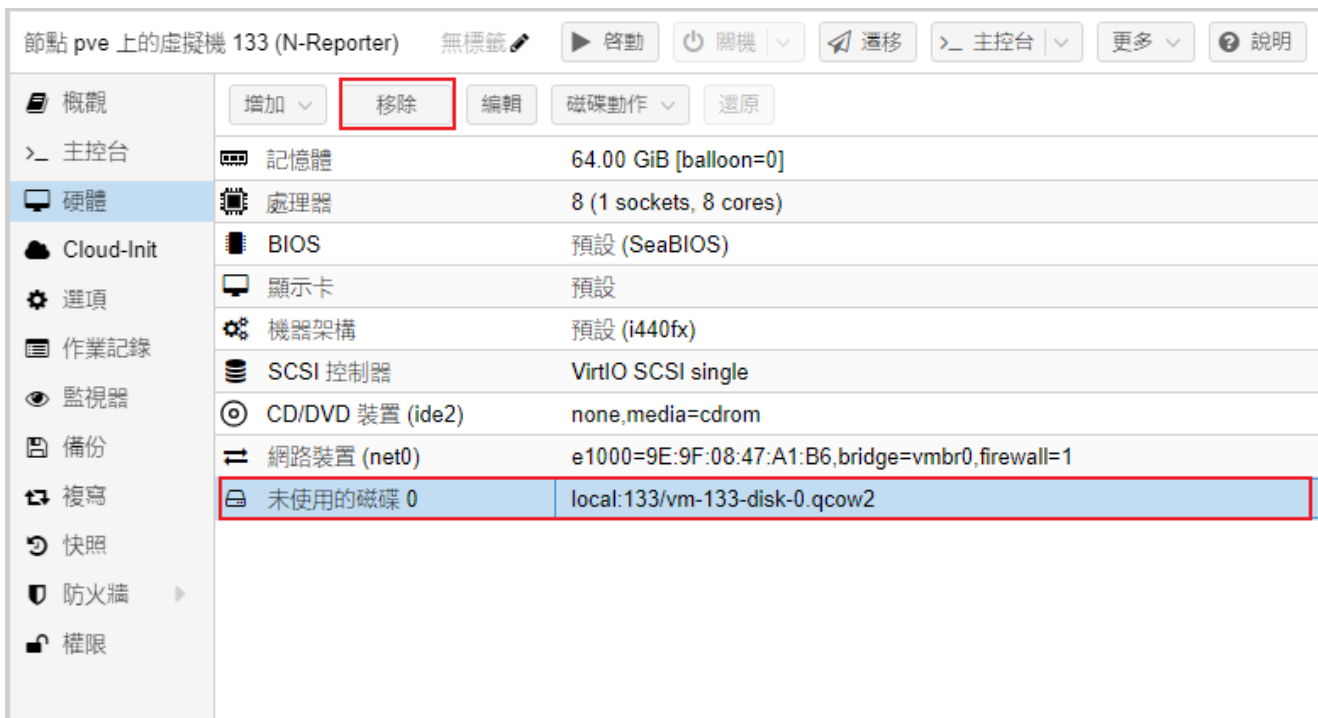 節點 pve 上的虛擬機 133 (N-Reporter) 無標籤 啓動 關機 遷移 >_ 主控台 更多 說明
概觀
>_ 主控台
硬體
Cloud-Init
選項
作業記錄
監視器
備份
複寫
快照
防火牆
權限
增加 移除 編輯 磁碟動作 還原
記憶體 64.00 GiB [balloon=0]
處理器 8 (1 sockets, 8 cores)
BIOS 預設 (SeaBIOS)
顯示卡 預設
機器架構 預設 (i440fx)
SCSI 控制器 VirtIO SCSI single
CD/DVD 裝置 (ide2) none,media=cdrom
網路裝置 (net0) e1000=9E:9F:08:47:A1:B6,bridge=vmbr0,firewall=1
未使用的磁碟 0 local:133/vm-133-disk-0.qcow2